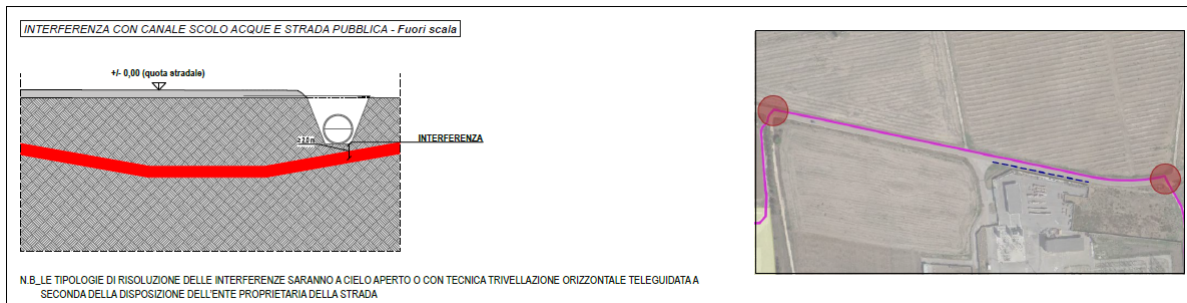 INTERFERENZA CON CANALE SCOLO ACQUE E STRADA PUBBLICA - Fuori scala
+/- 0,00 (quota stradale)
INTERFERENZA
N.B_LE TIPOLOGIE DI RISOLUZIONE DELLE INTERFERENZE SARANNO A CIELO APERTO O CON TECNICA TRIVELLAZIONE ORIZZONTALE TELEGUIDATA A
SECONDA DELLA DISPOSIZIONE DELL'ENTE PROPRIETARIA DELLA STRADA